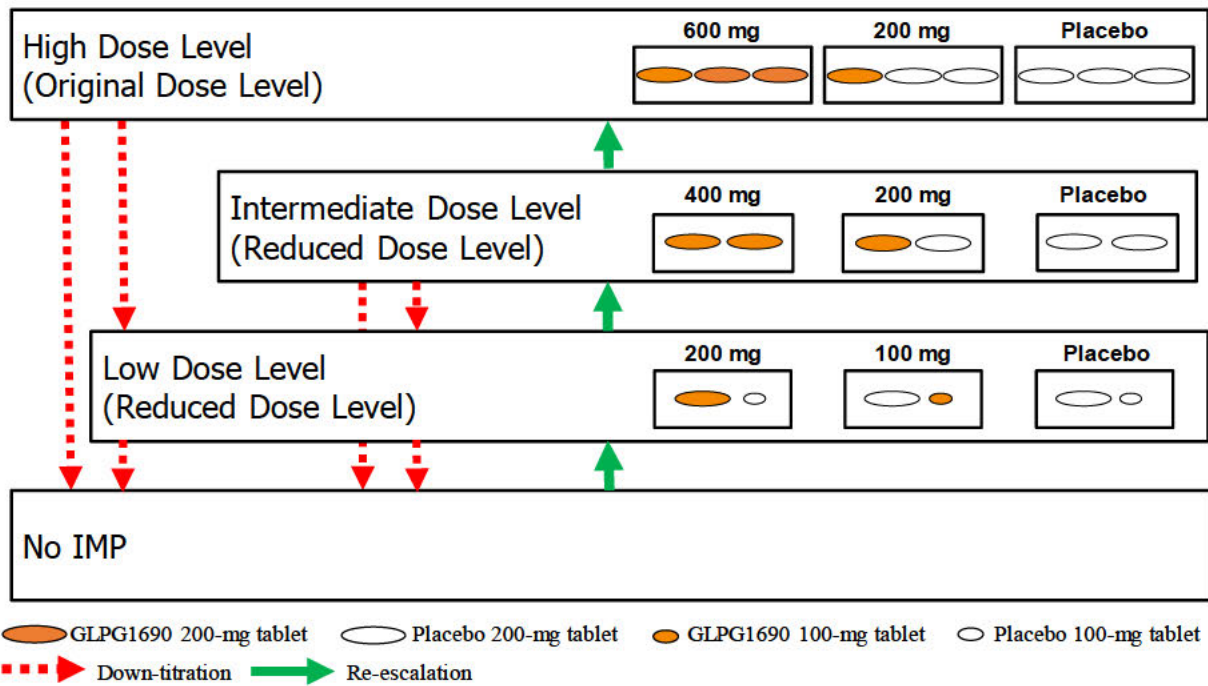 High Dose Level
(Original Dose Level)
600 mg
200 mg
Placebo
Intermediate Dose Level
(Reduced Dose Level)
400 mg
200 mg
Placebo
Low Dose Level
(Reduced Dose Level)
200 mg
100 mg
Placebo
No IMP
GLPG1690 200-mg tablet
Placebo 200-mg tablet
GLPG1690 100-mg tablet
Placebo 100-mg tablet
Down-titration
Re-escalation